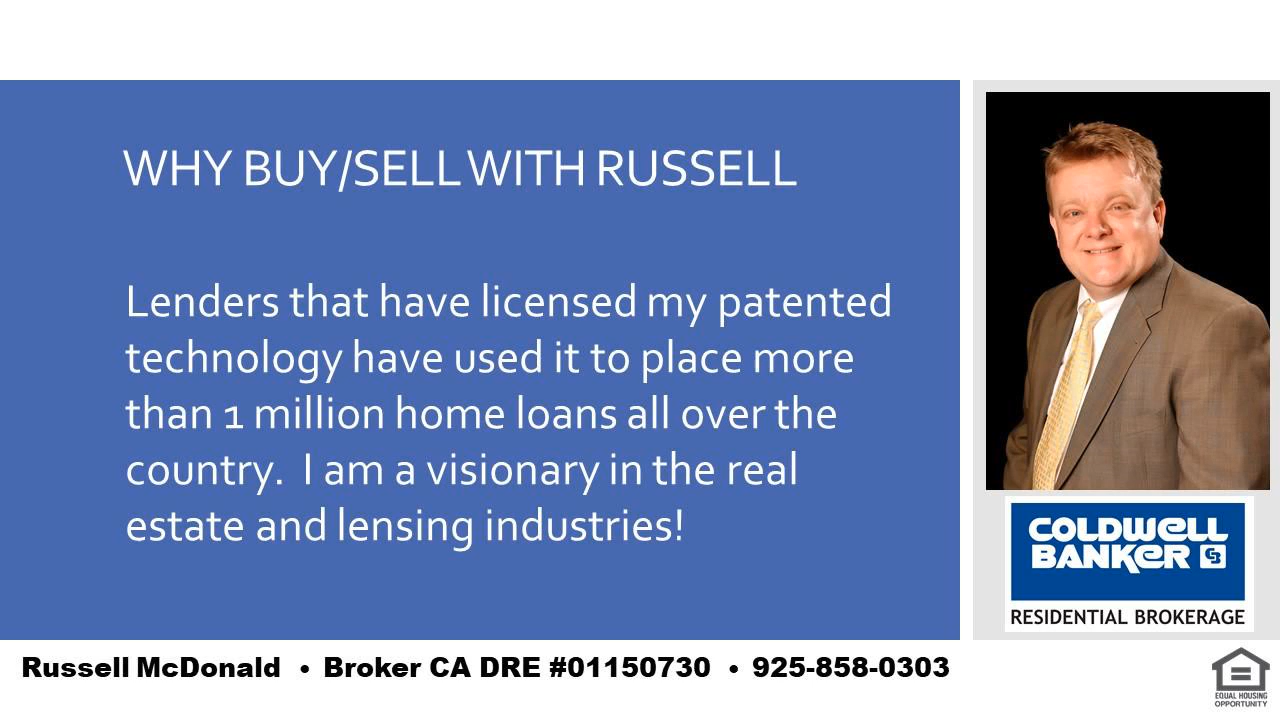 WHY BUY/SELL WITH RUSSELL
Lenders that have licensed my patented
technology have used it to place more
than 1 million home loans all over the
country.  I am a visionary in the real
estate and lensing industries!
COLDWELL
BANKER CB
RESIDENTIAL BROKERAGE
Russell McDonald • Broker CA DRE #01150730 • 925-858-0303
EQUAL HOUSING
OPPORTUNITY